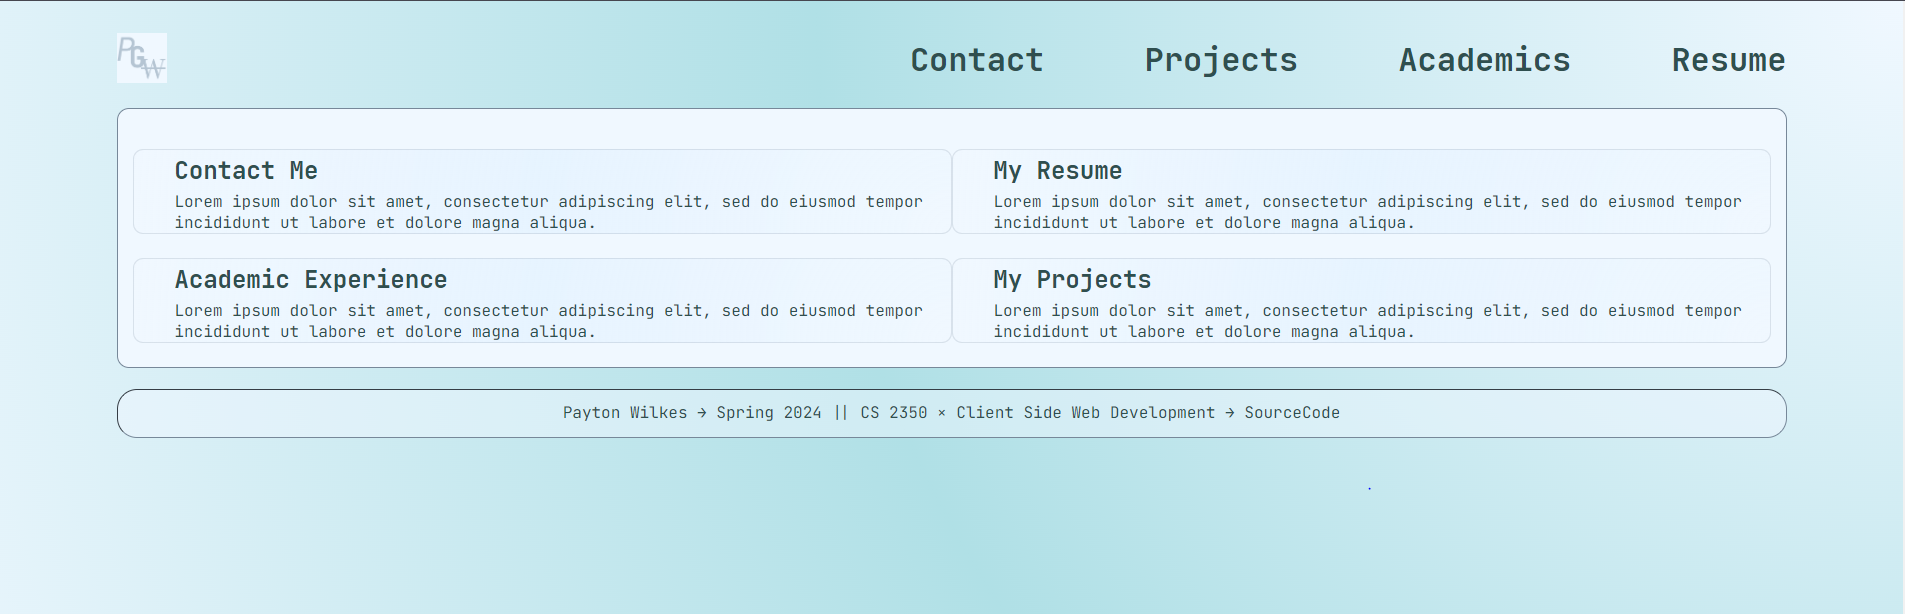 PGW
Contact Projects Academics Resume
Contact Me
Lorem ipsum dolor sit amet, consectetur adipiscing elit, sed do eiusmod tempor
incididunt ut labore et dolore magna aliqua.
My Resume
Lorem ipsum dolor sit amet, consectetur adipiscing elit, sed do eiusmod tempor
incididunt ut labore et dolore magna aliqua.
Academic Experience
Lorem ipsum dolor sit amet, consectetur adipiscing elit, sed do eiusmod tempor
incididunt ut labore et dolore magna aliqua.
My Projects
Lorem ipsum dolor sit amet, consectetur adipiscing elit, sed do eiusmod tempor
incididunt ut labore et dolore magna aliqua.
Payton Wilkes → Spring 2024 || CS 2350 × Client Side Web Development → SourceCode